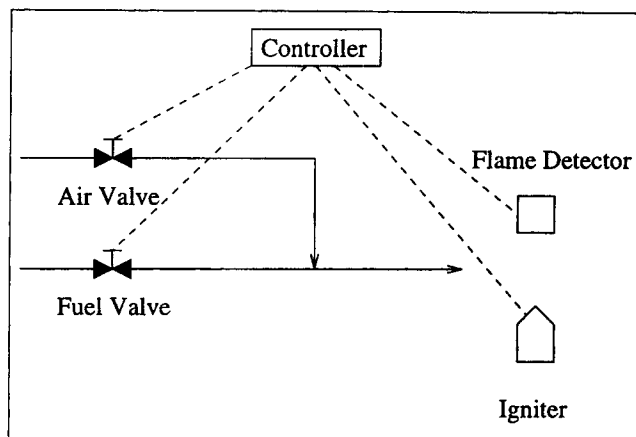 Controller
Flame Detector
Air Valve
Fuel Valve
Igniter